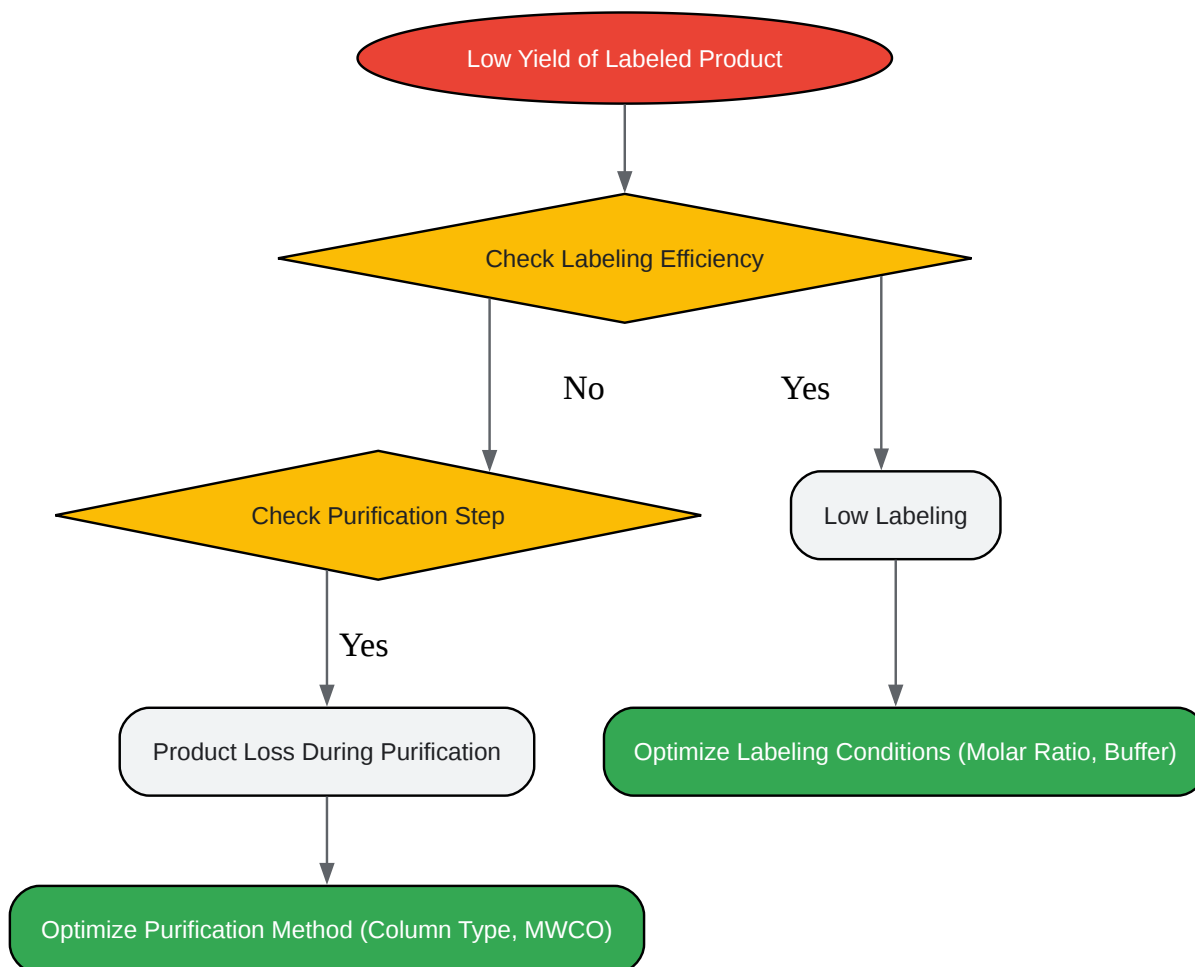 Low Yield of Labeled Product
Check Labeling Efficiency
No
Yes
Check Purification Step
Low Labeling
Yes
Product Loss During Purification
Optimize Labeling Conditions (Molar Ratio, Buffer)
Optimize Purification Method (Column Type, MWCO)